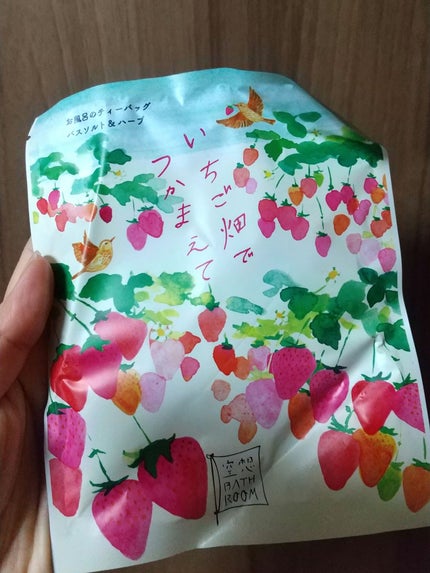 お風呂のティーバッグ
バスソルト&ハーブ
いちご畑で
つかまえて
空想
BATH
ROOM